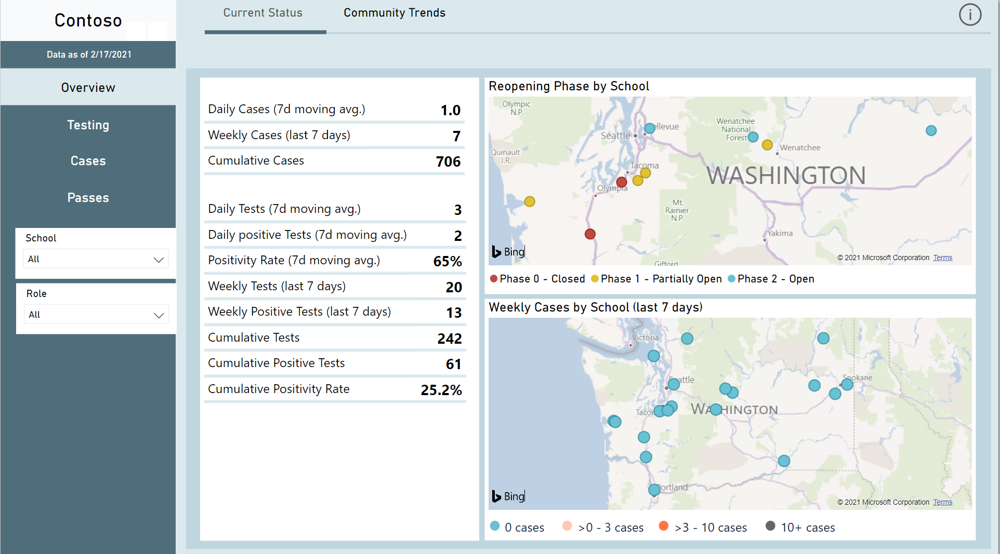 Contoso
Data as of 2/17/2021
Overview
Testing
Cases
Passes
School
All
Role
All
Current Status
Community Trends
i
Daily Cases (7d moving avg.) 1.0
Weekly Cases (last 7 days) 7
Cumulative Cases 706
Daily Tests (7d moving avg.) 3
Daily positive Tests (7d moving avg.) 2
Positivity Rate (7d moving avg.) 65%
Weekly Tests (last 7 days) 20
Weekly Positive Tests (last 7 days) 13
Cumulative Tests 242
Cumulative Positive Tests 61
Cumulative Positivity Rate 25.2%
Reopening Phase by School
Olympic
N.P.
ellevue
Seattle
Wenatchee
National
Forest
Quinault
I.R.
Wenatchee
Tacoma
WASHINGTON
Olympia
Mt.
Rainier
N.P.
Yakima
Bing
© 2021 Microsoft Corporation Terms
Gifford
Phase 0 - Closed Phase 1 - Partially Open Phase 2 - Open
Weekly Cases by School (last 7 days)
Victoria
Spokane
attle
Tacor
WA HINGTON
ortland
Bing
© 2021 Microsoft Corporation Terms
0 cases >0 - 3 cases >3 - 10 cases 10+ cases